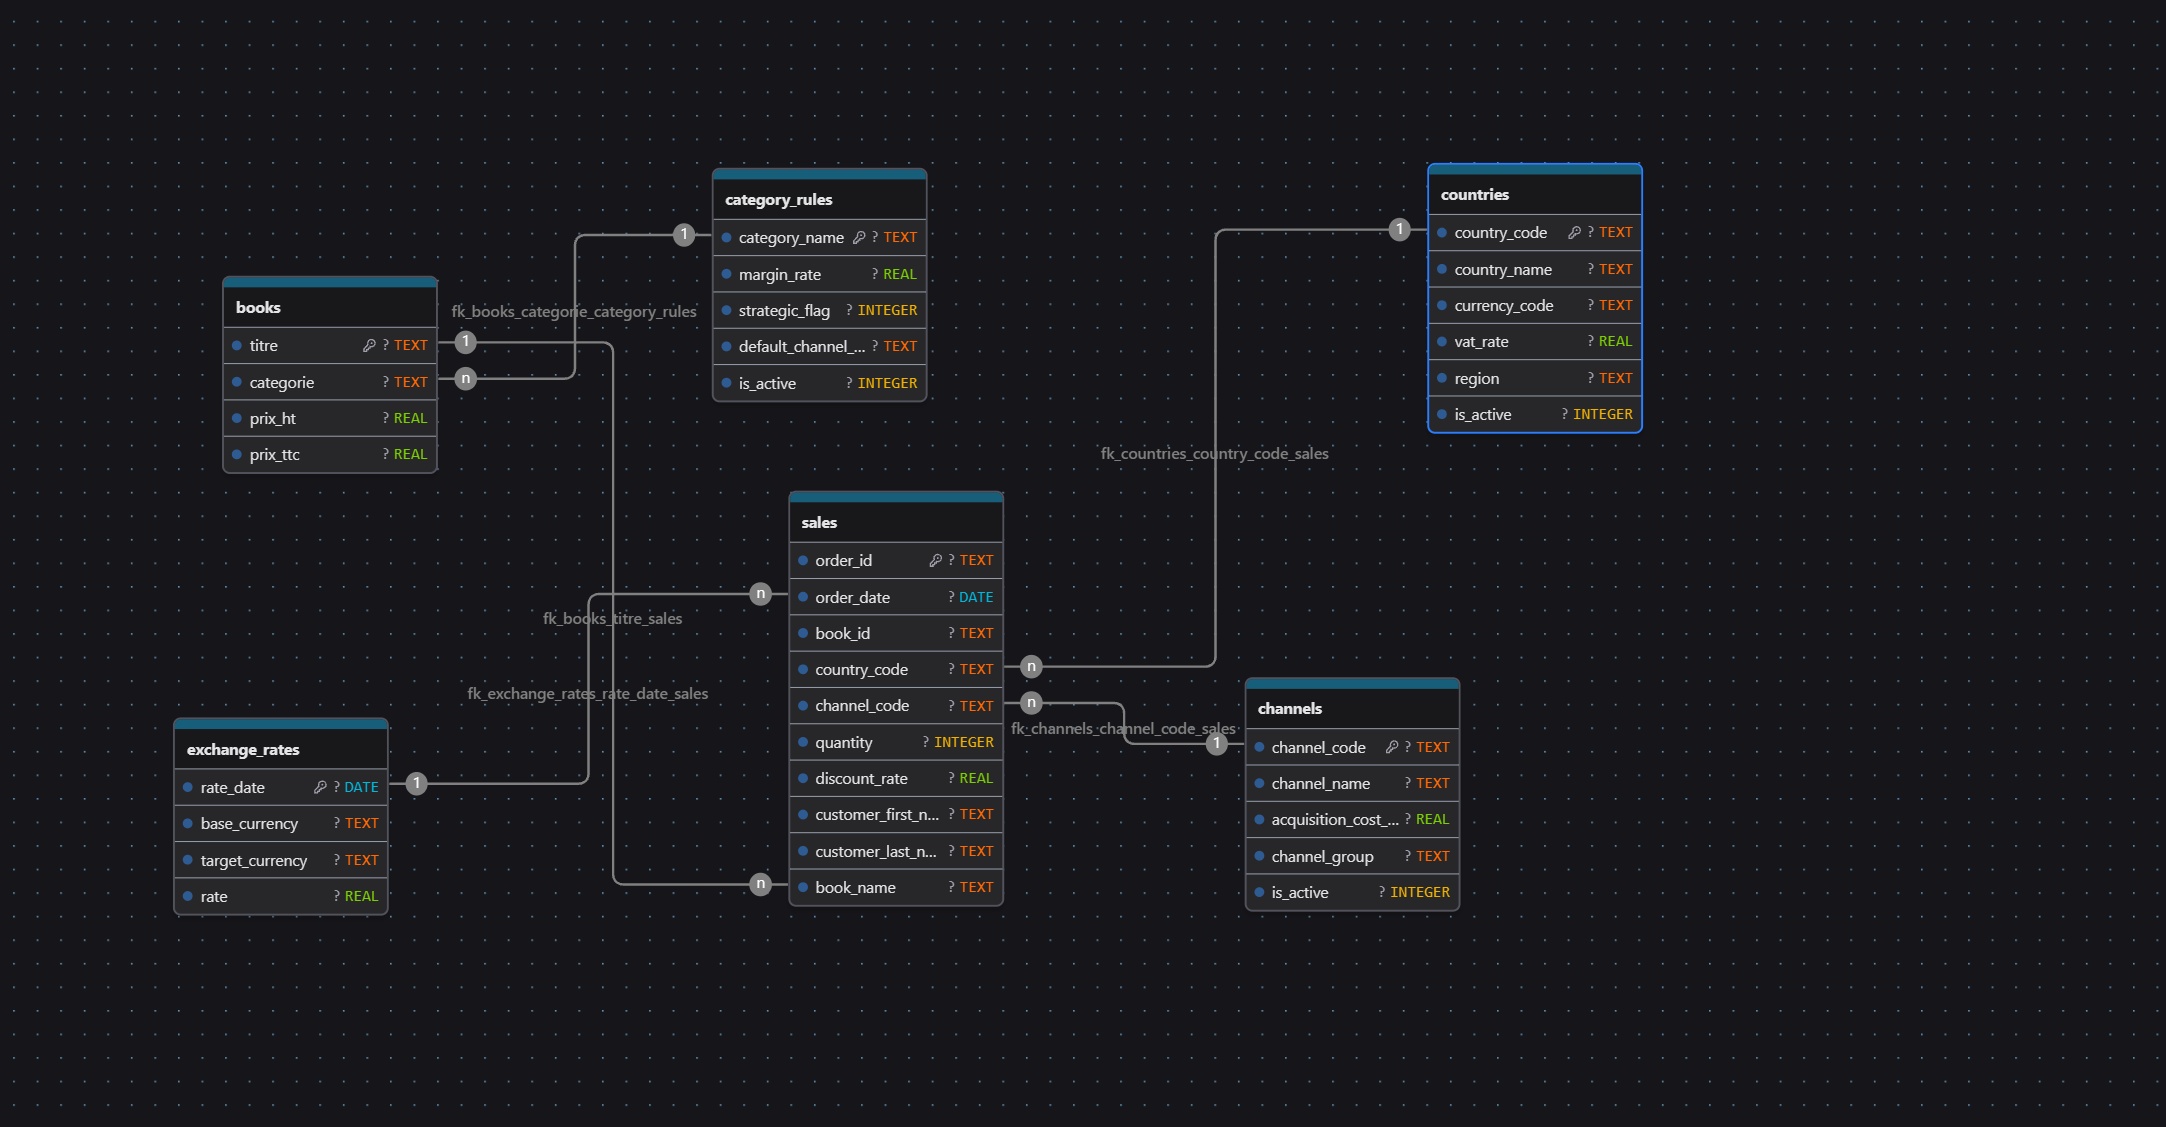 category_rules
category_name ? TEXT
margin_rate ? REAL
strategic_flag ? INTEGER
default_channel_... ? TEXT
is_active ? INTEGER
countries
country_code ? TEXT
country_name ? TEXT
currency_code ? TEXT
vat_rate ? REAL
region ? TEXT
is_active ? INTEGER
1
1
books
titre ? TEXT
categorie ? TEXT
prix_ht ? REAL
prix_ttc ? REAL
fk_books_categorie_category_rules
1
n
fk_countries_country_code_sales
sales
order_id ? TEXT
order_date ? DATE
book_id ? TEXT
country_code ? TEXT
channel_code ? TEXT
quantity ? INTEGER
discount_rate ? REAL
customer_first_n... ? TEXT
customer_last_n... ? TEXT
book_name ? TEXT
n
fk_books_titre_sales
fk_exchange_rates_rate_date_sales
n
n
n
fk_channels_channel_code_sales
1
exchange_rates
rate_date ? DATE
base_currency ? TEXT
target_currency ? TEXT
rate ? REAL
1
channels
channel_code ? TEXT
channel_name ? TEXT
acquisition_cost_... ? REAL
channel_group ? TEXT
is_active ? INTEGER